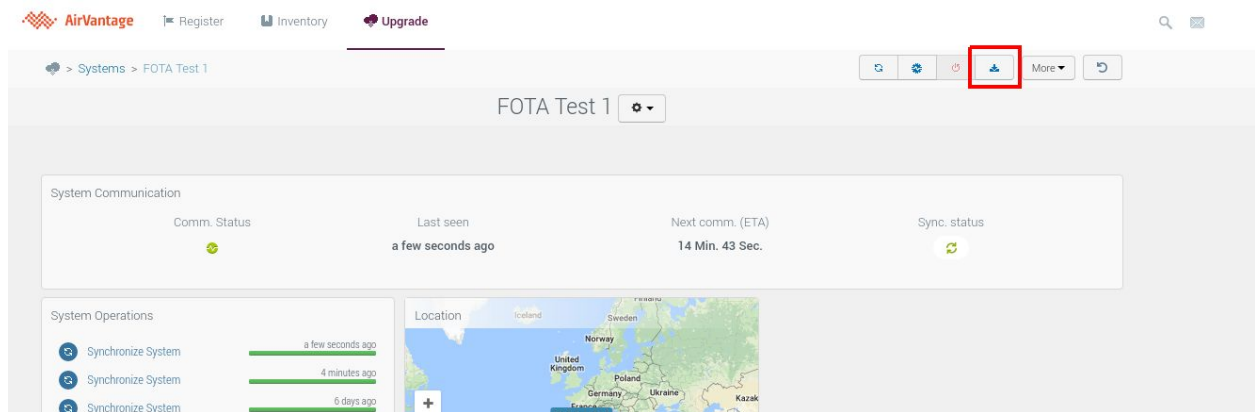 AirVantage Register Inventory Upgrade
> Systems > FOTA Test 1 More
FOTA Test 1
System Communication
Comm. Status Last seen Next comm. (ETA) Sync. status
a few seconds ago 14 Min. 43 Sec.
System Operations
Synchronize System a few seconds ago
Synchronize System 4 minutes ago
Synchronize System 6 days ago
Location
Iceland Finland
Sweden
Norway
United
Kingdom
Poland
Germany Ukraine
Kazak
France
+